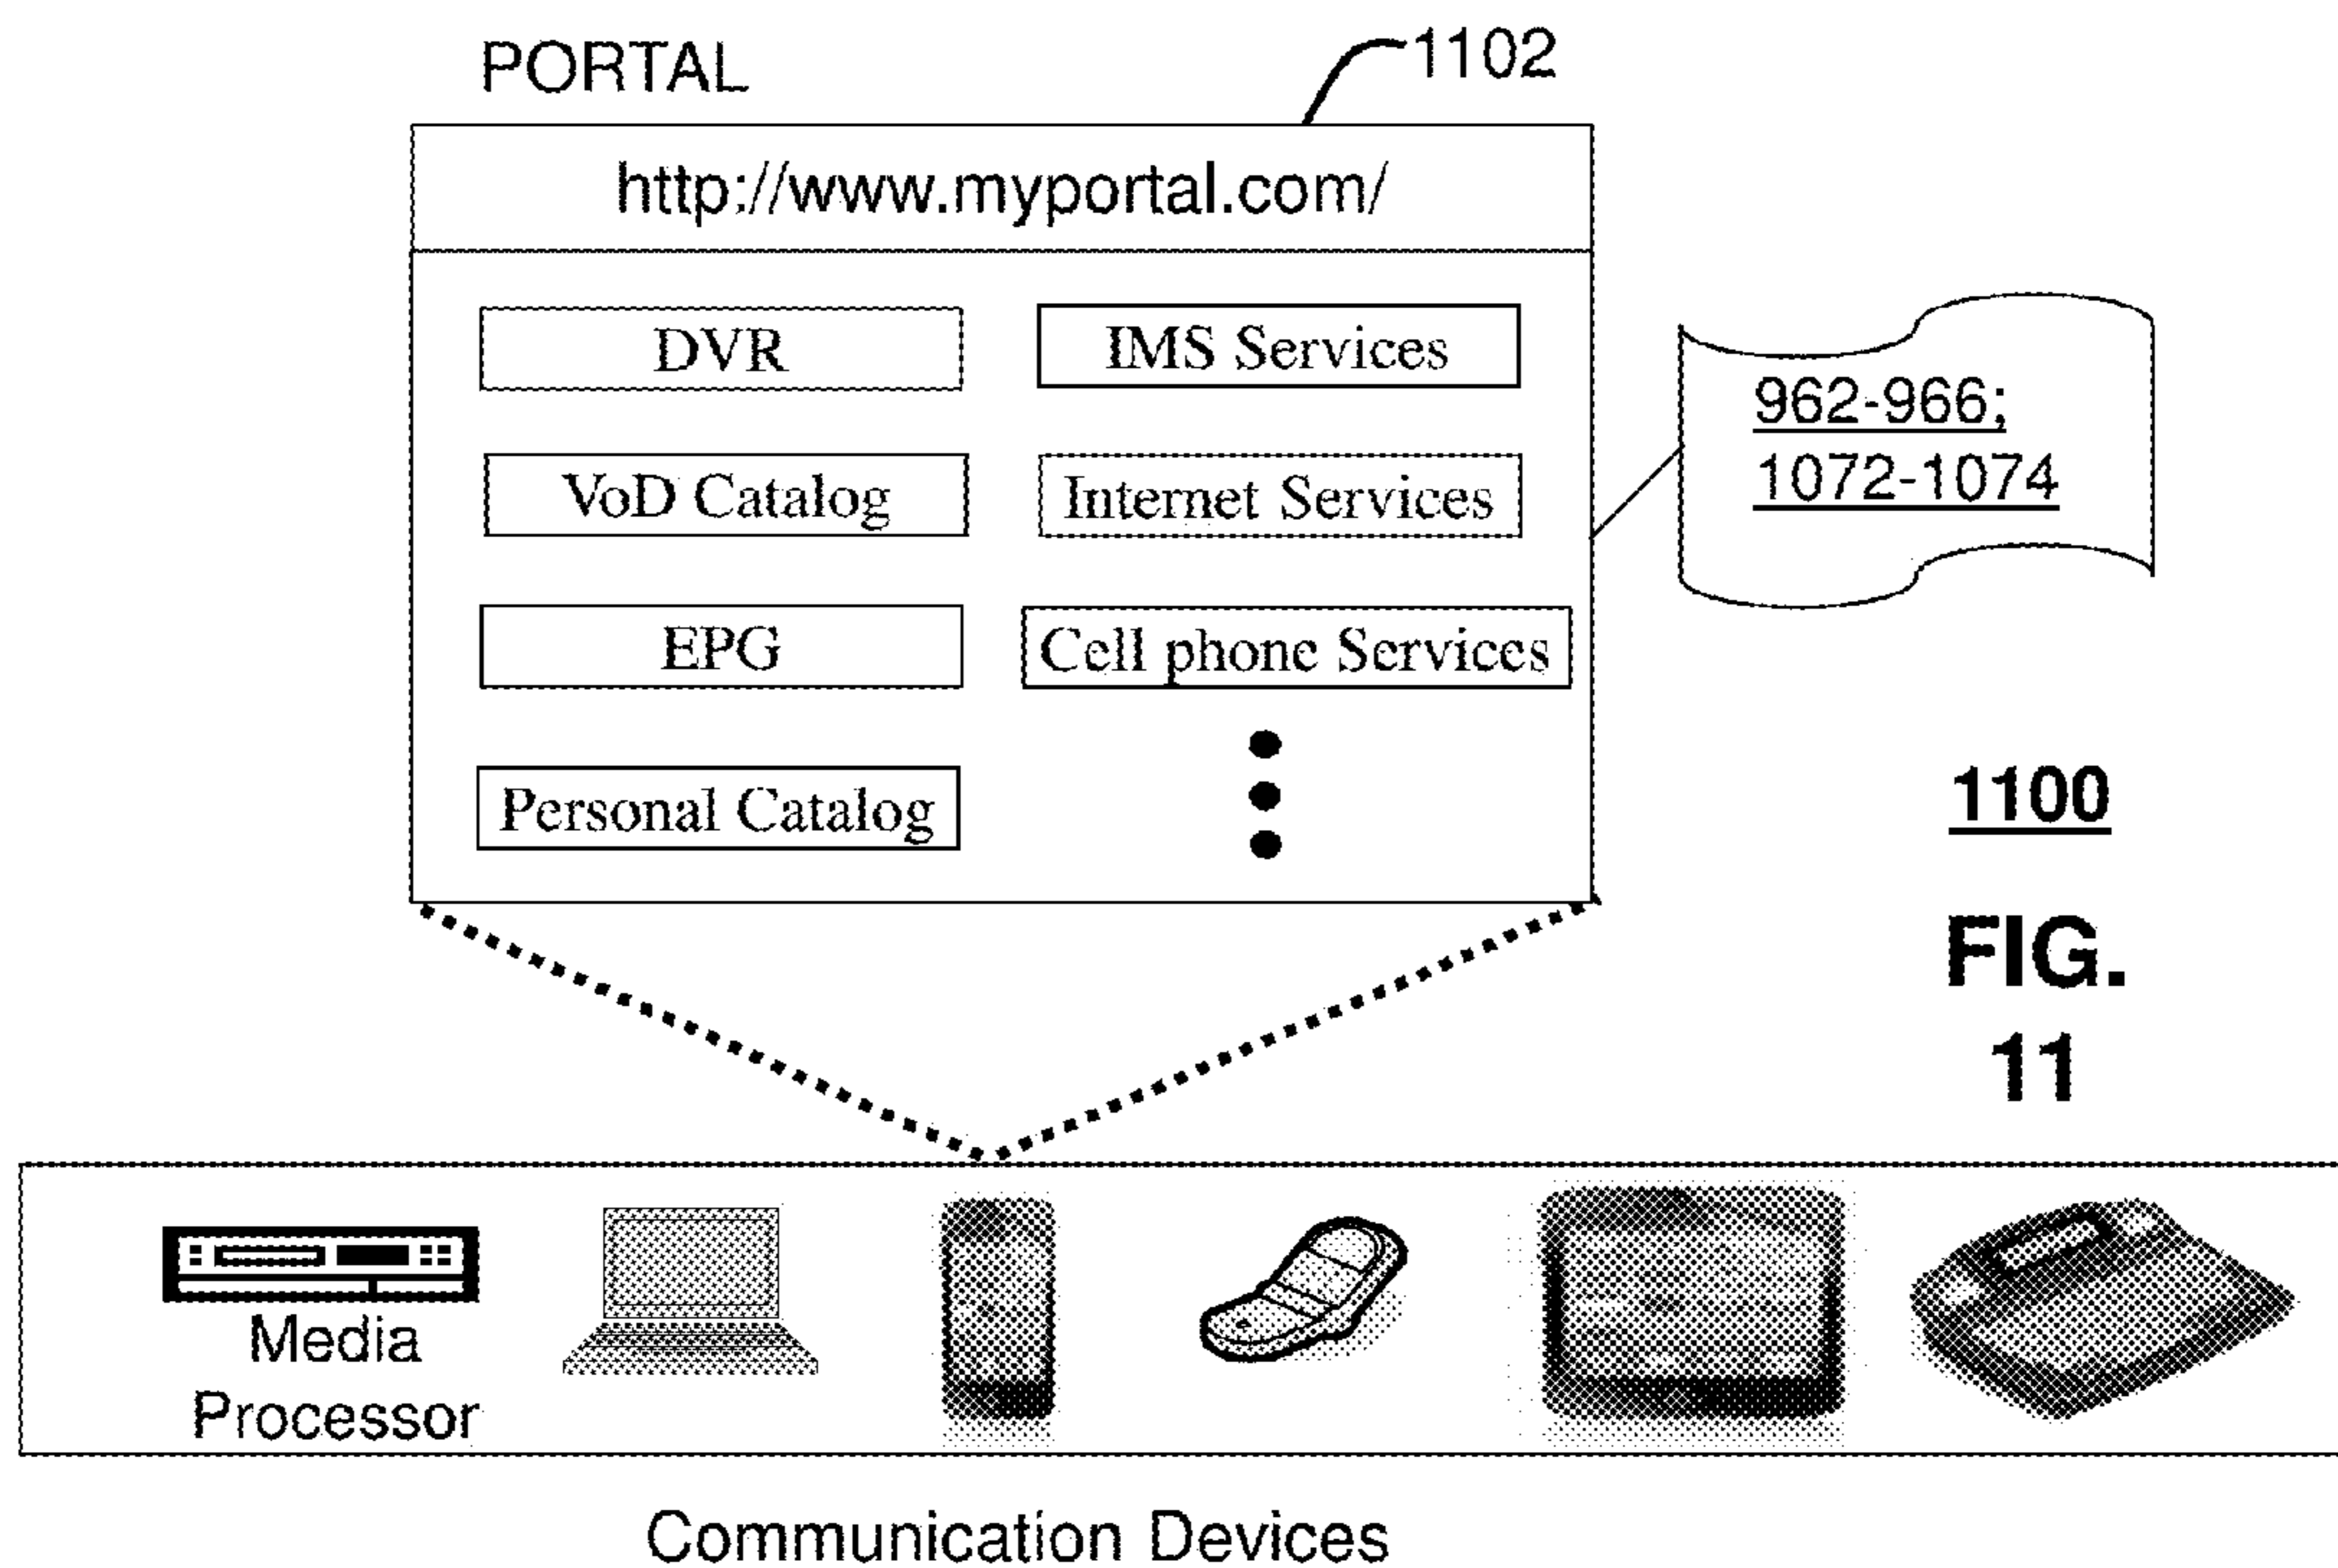 PORTAL
1102
http://www.myportal.com/
DVR
IMS Services
VoD Catalog
Internet Services
EPG
Cell phone Services
Personal Catalog
962-966;
1072-1074
1100
FIG.
11
Media
Processor
Communication Devices